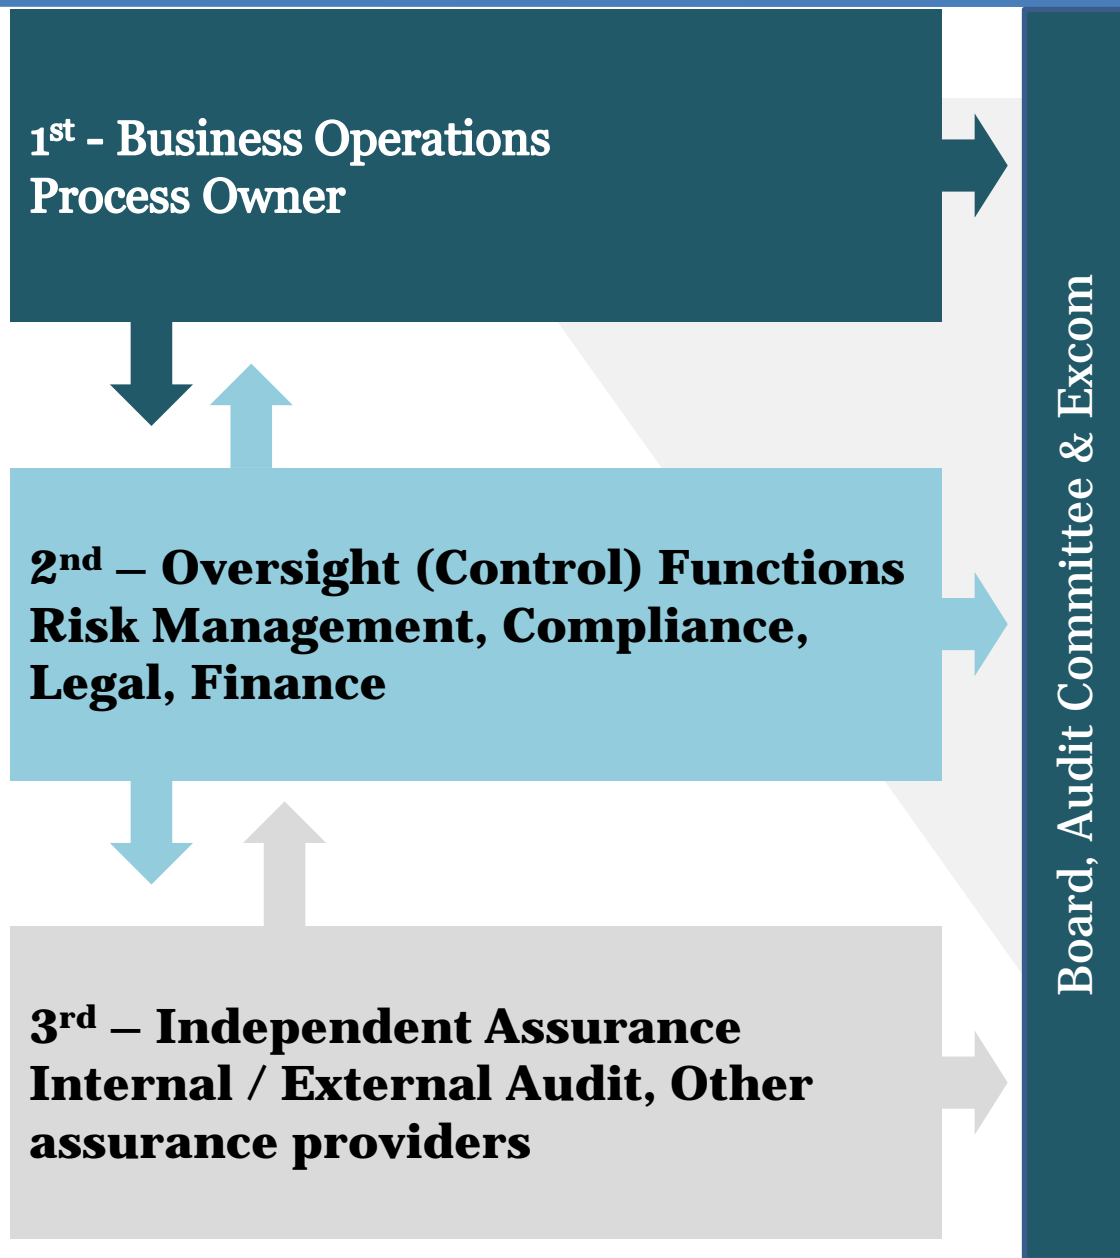 1st - Business Operations
Process Owner
2nd – Oversight (Control) Functions
Risk Management, Compliance,
Legal, Finance
3rd – Independent Assurance
Internal / External Audit, Other
assurance providers
Board, Audit Committee & Excom